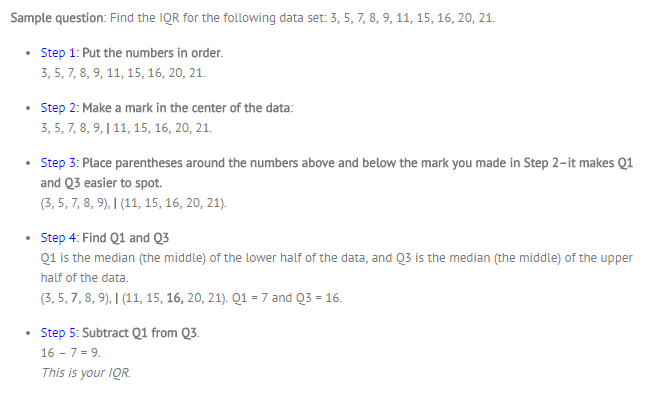 Sample question: Find the IQR for the following data set: 3, 5, 7, 8, 9, 11, 15, 16, 20, 21.
Step 1: Put the numbers in order.
3, 5, 7, 8, 9, 11, 15, 16, 20, 21.
Step 2: Make a mark in the center of the data:
3, 5, 7, 8, 9, | 11, 15, 16, 20, 21.
Step 3: Place parentheses around the numbers above and below the mark you made in Step 2–it makes Q1
and Q3 easier to spot.
(3, 5, 7, 8, 9), | (11, 15, 16, 20, 21).
Step 4: Find Q1 and Q3
Q1 is the median (the middle) of the lower half of the data, and Q3 is the median (the middle) of the upper
half of the data.
(3, 5, 7, 8, 9), | (11, 15, 16, 20, 21). Q1 = 7 and Q3 = 16.
Step 5: Subtract Q1 from Q3.
16 – 7 = 9.
This is your IQR.